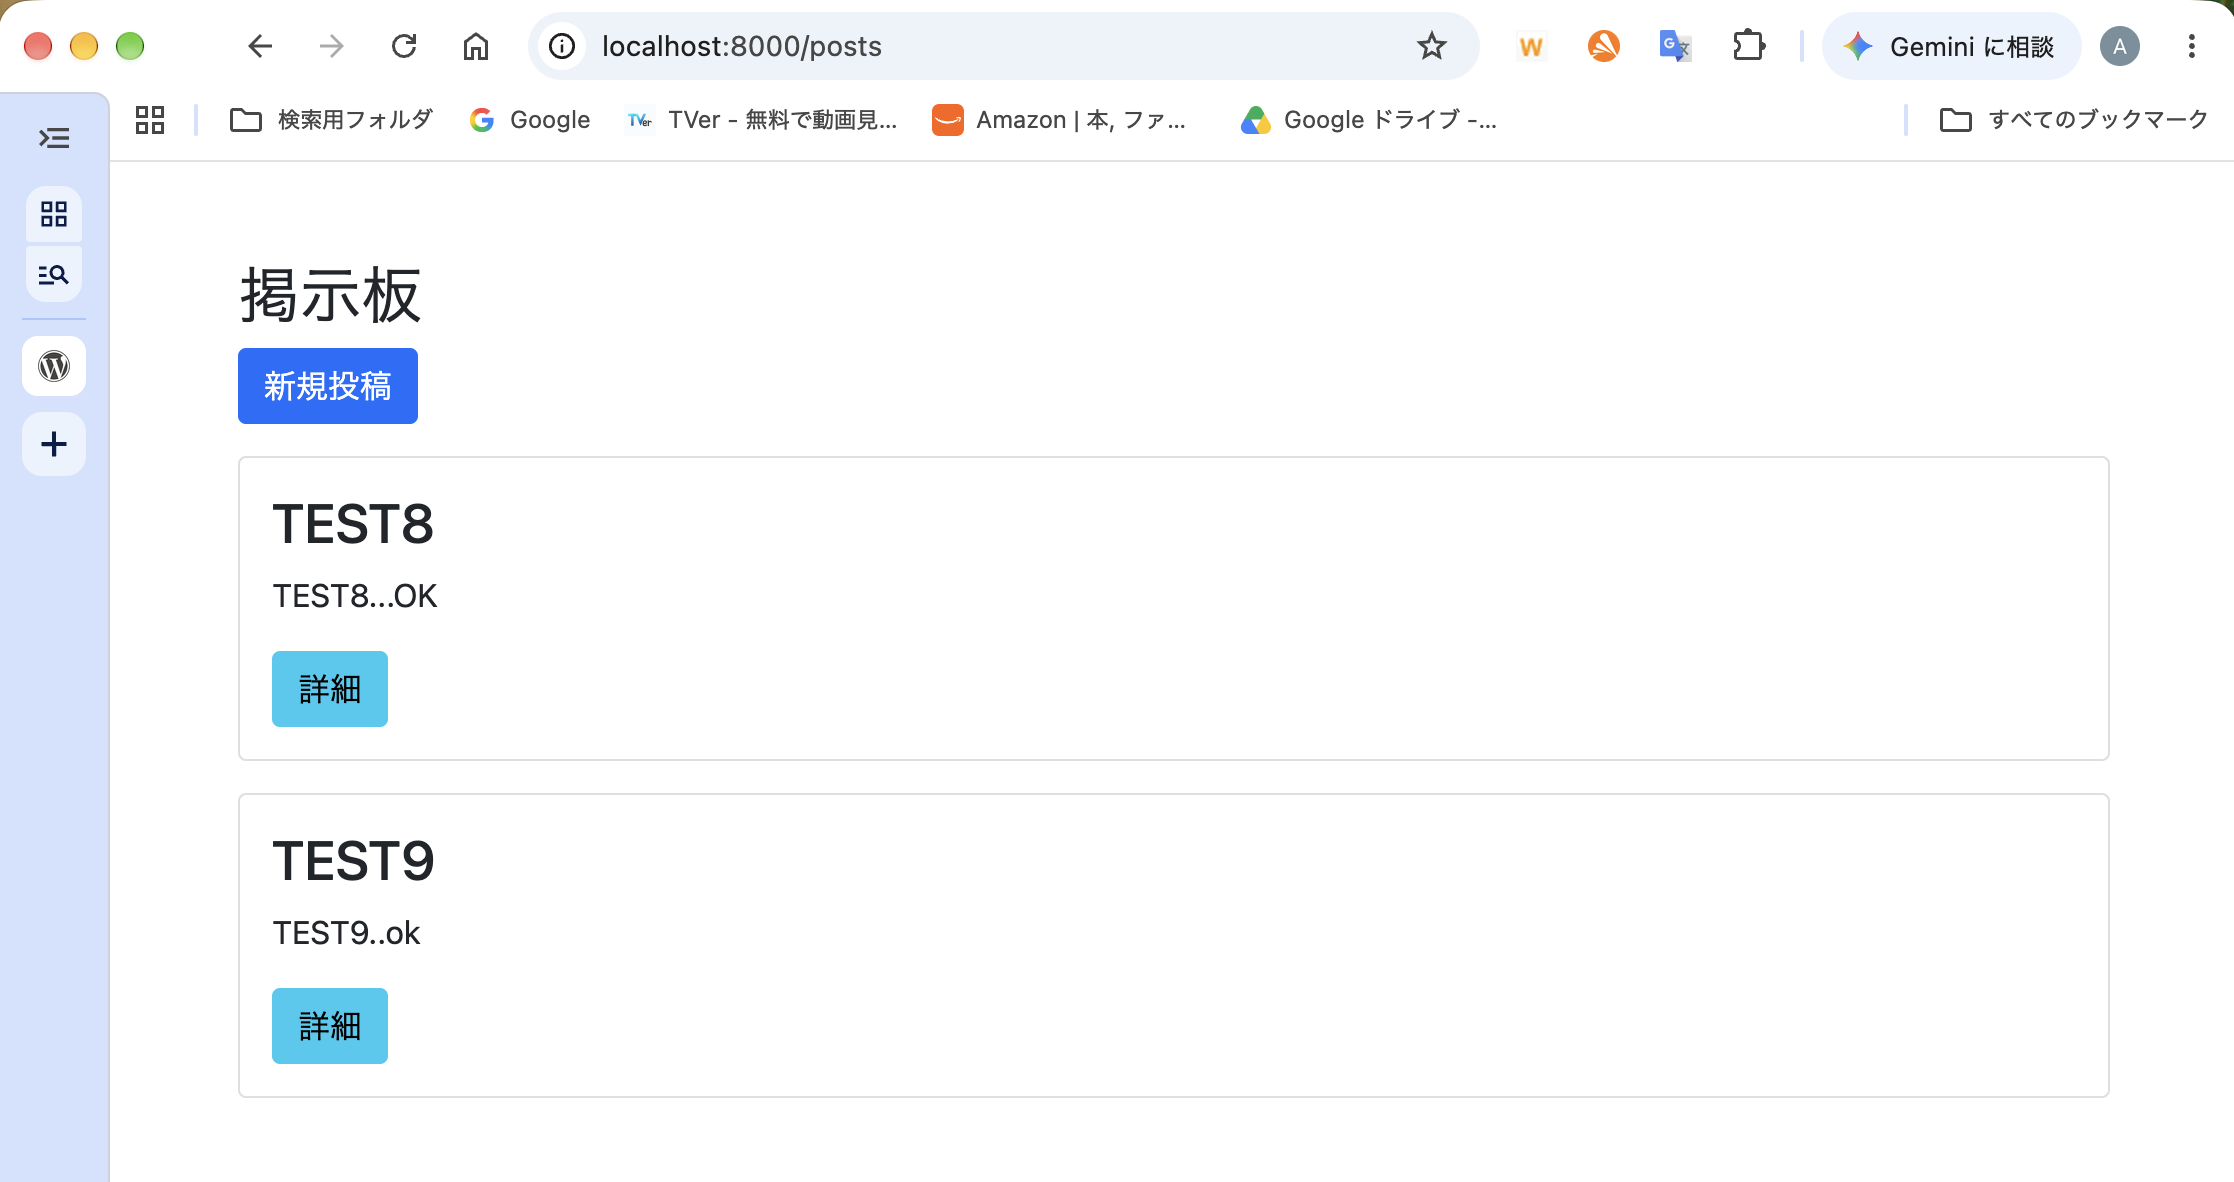 localhost:8000/posts
Gemini に相談
A
検索用フォルダ
Google
TVer - 無料で動画見...
Amazon | 本, ファ...
Google ドライブ -...
すべてのブックマーク
掲示板
新規投稿
TEST8
TEST8...OK
詳細
TEST9
TEST9..ok
詳細